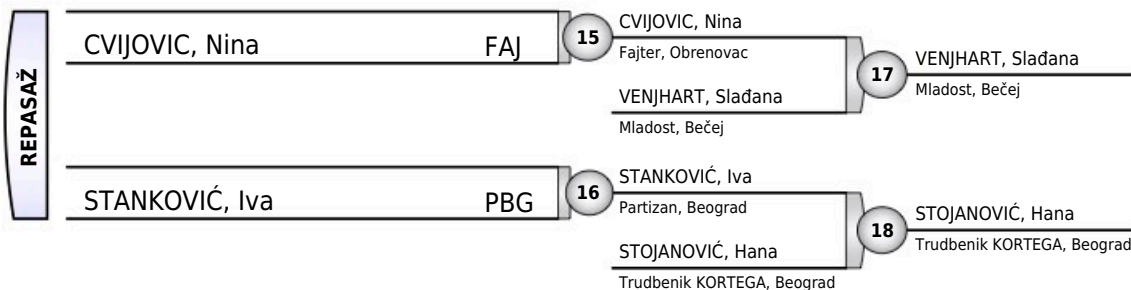 REPASAŽ
CVIJOVIC, Nina FAJ
15
CVIJOVIC, Nina
Fajter, Obrenovac
VENJHART, Slađana
Mladost, Bečej
17
VENJHART, Slađana
Mladost, Bečej
STANKOVIĆ, Iva PBG
16
STANKOVIĆ, Iva
Partizan, Beograd
STOJANOVIĆ, Hana
Trudbenik KORTEGA, Beograd
18
STOJANOVIĆ, Hana
Trudbenik KORTEGA, Beograd